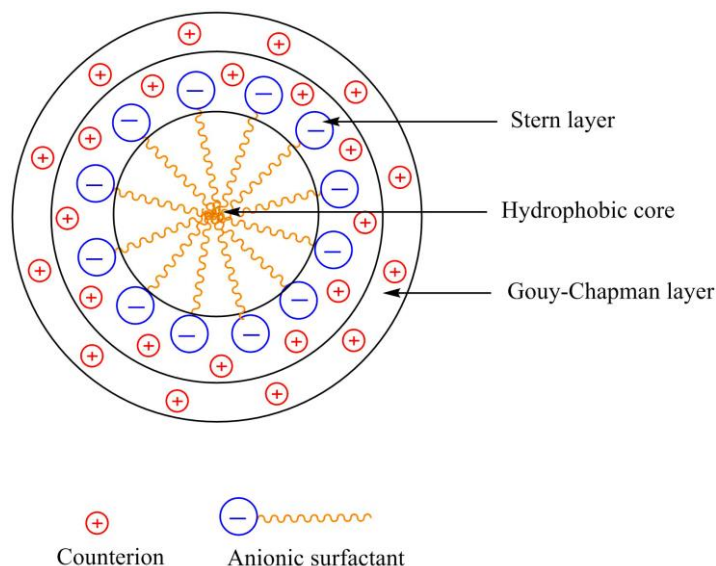 Stern layer
Hydrophobic core
Gouy-Chapman layer
Counterion
Anionic surfactant